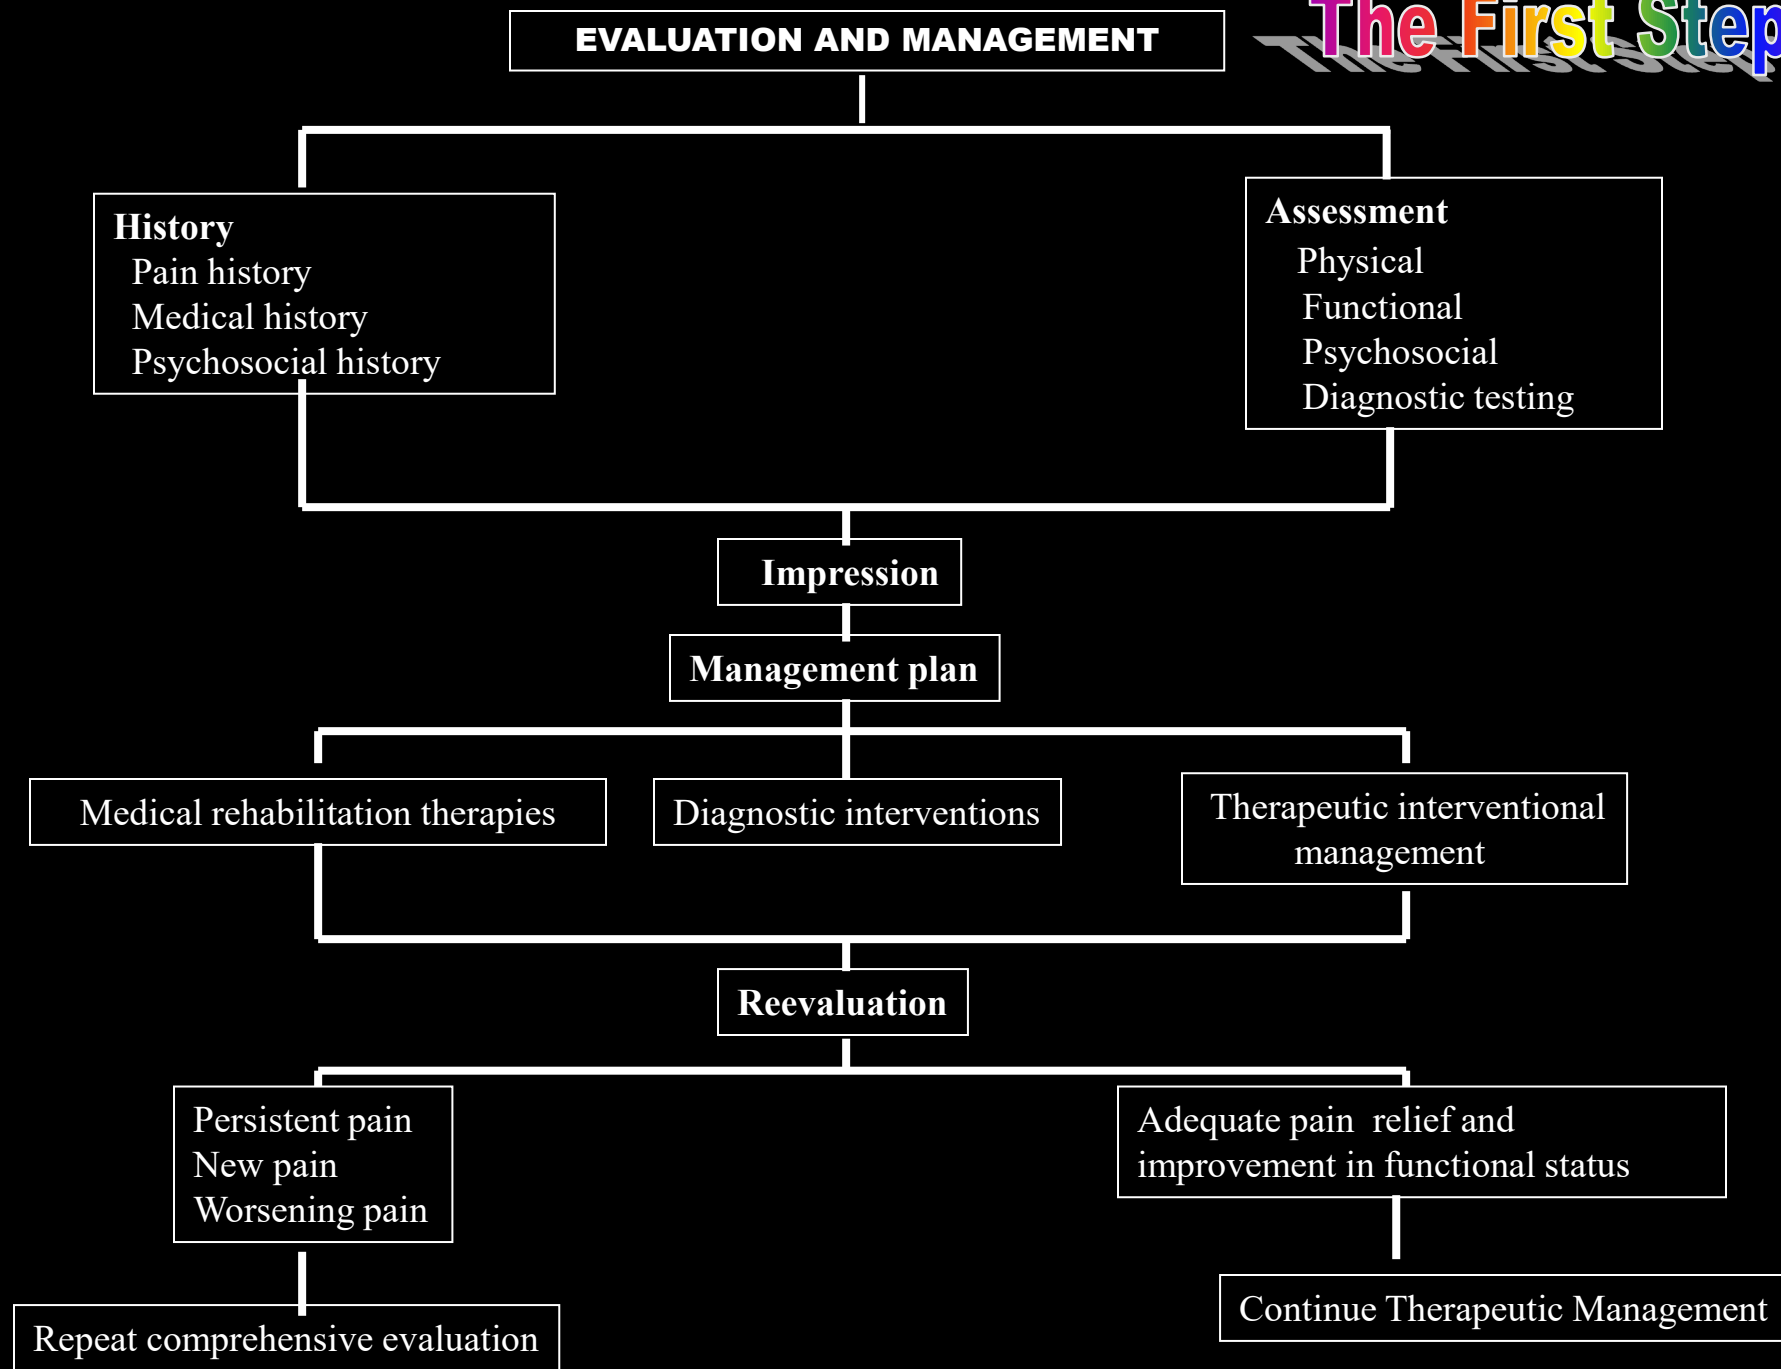 The First Step
EVALUATION AND MANAGEMENT
History
Pain history
Medical history
Psychosocial history
Assessment
Physical
Functional
Psychosocial
Diagnostic testing
Impression
Management plan
Medical rehabilitation therapies
Diagnostic interventions
Therapeutic interventional
management
Reevaluation
Persistent pain
New pain
Worsening pain
Adequate pain relief and
improvement in functional status
Repeat comprehensive evaluation
Continue Therapeutic Management